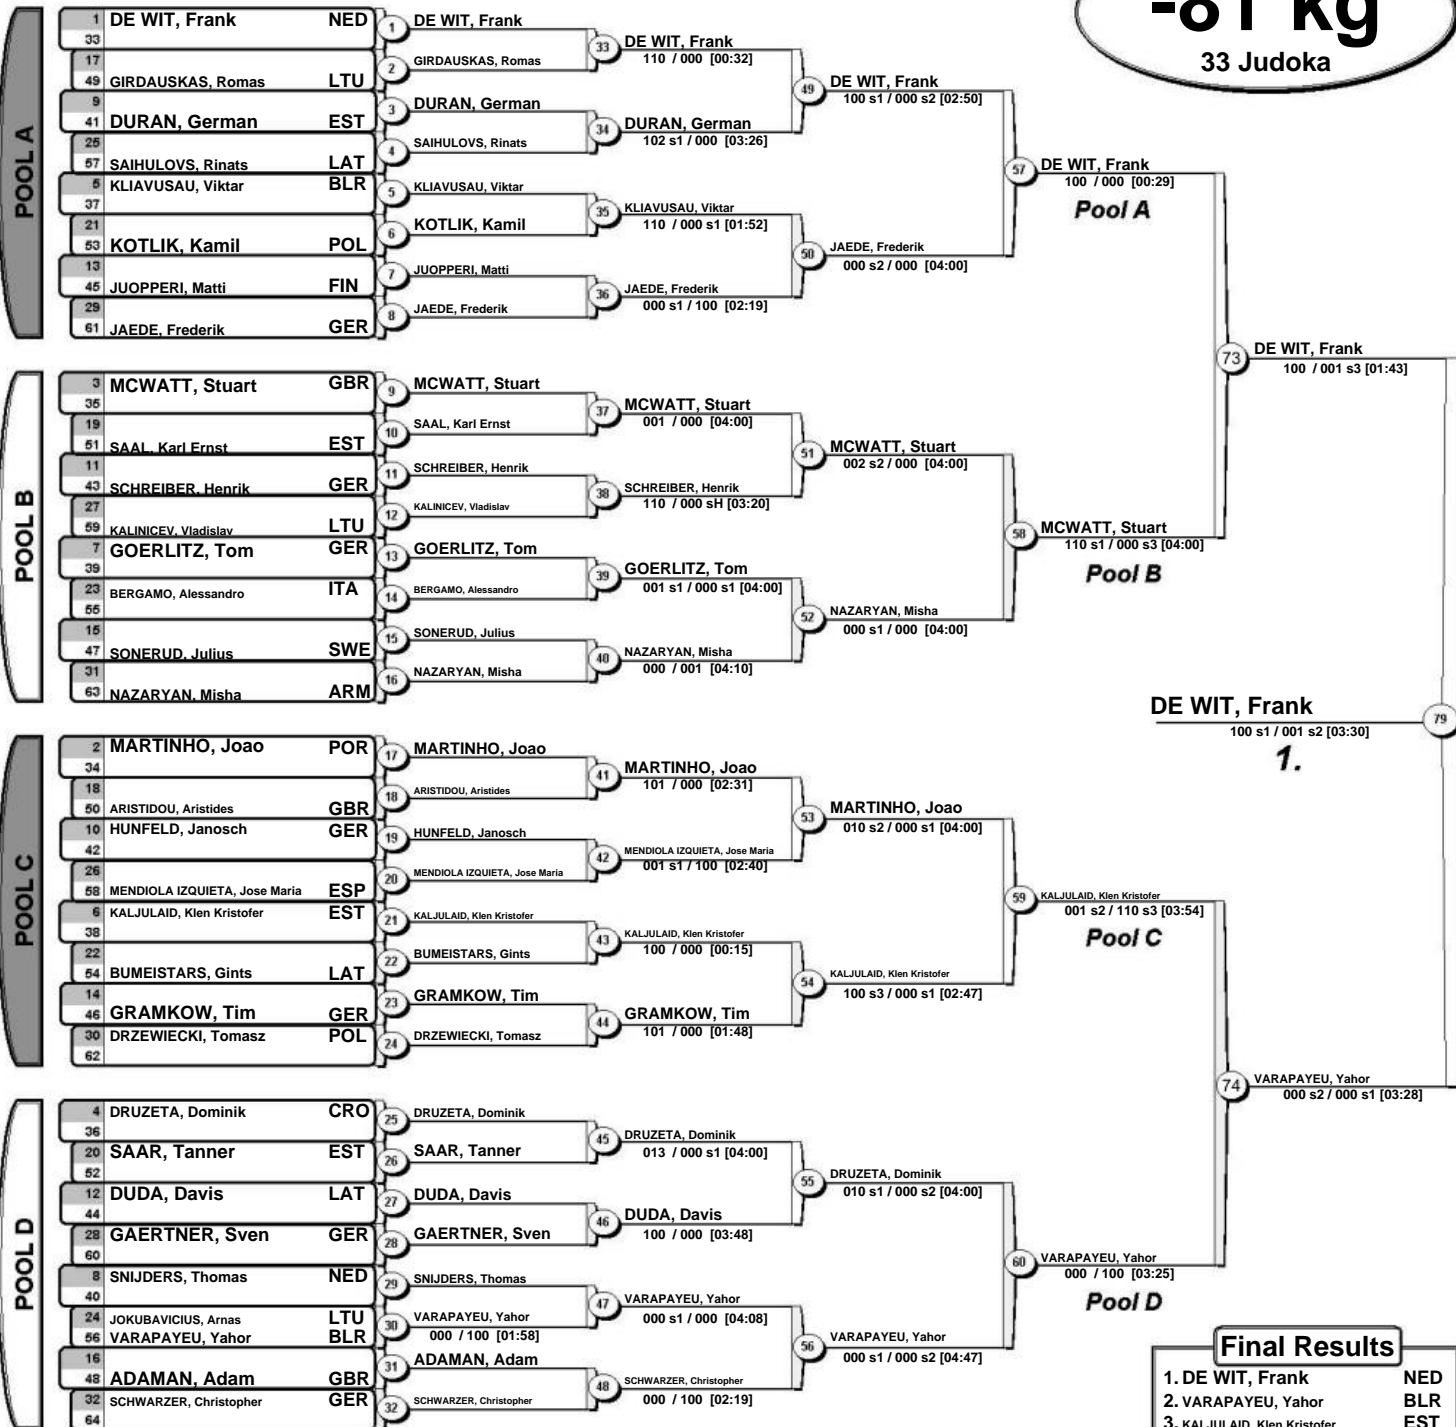 -81 kg
33 Judoka
POOL A
1 DE WIT, Frank NED
33
17
49 GIRDAUSKAS, Romas LTU
9
41 DURAN, German EST
25
57 SAIHULOVS, Rinats LAT
5 KLIAVUSAU, Viktar BLR
37
21
53 KOTLIK, Kamil POL
13
45 JUOPPERI, Matti FIN
29
61 JAEDE, Frederik GER
1 DE WIT, Frank
2 GIRDAUSKAS, Romas
3 DURAN, German
4 SAIHULOVS, Rinats
5 KLIAVUSAU, Viktar
6 KOTLIK, Kamil
7 JUOPPERI, Matti
8 JAEDE, Frederik
33 DE WIT, Frank
110 / 000 [00:32]
34 DURAN, German
102 s1 / 000 [03:26]
35 KLIAVUSAU, Viktar
110 / 000 s1 [01:52]
36 JAEDE, Frederik
000 s1 / 100 [02:19]
49 DE WIT, Frank
100 s1 / 000 s2 [02:50]
50 JAEDE, Frederik
000 s2 / 000 [04:00]
57 DE WIT, Frank
100 / 000 [00:29]
Pool A
POOL B
3 MCWATT, Stuart GBR
35
19
51 SAAL, Karl Ernst EST
11
43 SCHREIBER, Henrik GER
27
59 KALINICEV, Vladislav LTU
7 GOERLITZ, Tom GER
39
23 BERGAMO, Alessandro ITA
55
15
47 SONERUD, Julius SWE
31
63 NAZARYAN, Misha ARM
9 MCWATT, Stuart
10 SAAL, Karl Ernst
11 SCHREIBER, Henrik
12 KALINICEV, Vladislav
13 GOERLITZ, Tom
14 BERGAMO, Alessandro
15 SONERUD, Julius
16 NAZARYAN, Misha
37 MCWATT, Stuart
001 / 000 [04:00]
38 SCHREIBER, Henrik
110 / 000 sH [03:20]
39 GOERLITZ, Tom
001 s1 / 000 s1 [04:00]
40 NAZARYAN, Misha
000 / 001 [04:10]
51 MCWATT, Stuart
002 s2 / 000 [04:00]
52 NAZARYAN, Misha
000 s1 / 000 [04:00]
58 MCWATT, Stuart
110 s1 / 000 s3 [04:00]
Pool B
73 DE WIT, Frank
100 / 001 s3 [01:43]
DE WIT, Frank 79
100 s1 / 001 s2 [03:30]
1.
POOL C
2 MARTINHO, Joao POR
34
18
50 ARISTIDOU, Aristides GBR
10 HUNFELD, Janosch GER
42
26
58 MENDIOLA IZQUIETA, Jose Maria ESP
6 KALJULAID, Klen Kristofer EST
38
22
54 BUMEISTARS, Gints LAT
14
46 GRAMKOW, Tim GER
30 DRZEWIECKI, Tomasz POL
62
17 MARTINHO, Joao
18 ARISTIDOU, Aristides
19 HUNFELD, Janosch
20 MENDIOLA IZQUIETA, Jose Maria
21 KALJULAID, Klen Kristofer
22 BUMEISTARS, Gints
23 GRAMKOW, Tim
24 DRZEWIECKI, Tomasz
41 MARTINHO, Joao
101 / 000 [02:31]
42 MENDIOLA IZQUIETA, Jose Maria
001 s1 / 100 [02:40]
43 KALJULAID, Klen Kristofer
100 / 000 [00:15]
44 GRAMKOW, Tim
101 / 000 [01:48]
53 MARTINHO, Joao
010 s2 / 000 s1 [04:00]
54 KALJULAID, Klen Kristofer
100 s3 / 000 s1 [02:47]
59 KALJULAID, Klen Kristofer
001 s2 / 110 s3 [03:54]
Pool C
74 VARAPAYEU, Yahor
000 s2 / 000 s1 [03:28]
POOL D
4 DRUZETA, Dominik CRO
36
20 SAAR, Tanner EST
52
12 DUDA, Davis LAT
44
28 GAERTNER, Sven GER
60
8 SNIJDERS, Thomas NED
40
24 JOKUBAVICIUS, Arnas LTU
56 VARAPAYEU, Yahor BLR
16
48 ADAMAN, Adam GBR
32 SCHWARZER, Christopher GER
64
25 DRUZETA, Dominik
26 SAAR, Tanner
27 DUDA, Davis
28 GAERTNER, Sven
29 SNIJDERS, Thomas
30 VARAPAYEU, Yahor
000 / 100 [01:58]
31 ADAMAN, Adam
32 SCHWARZER, Christopher
45 DRUZETA, Dominik
013 / 000 s1 [04:00]
46 DUDA, Davis
100 / 000 [03:48]
47 VARAPAYEU, Yahor
000 s1 / 000 [04:08]
48 SCHWARZER, Christopher
000 / 100 [02:19]
55 DRUZETA, Dominik
010 s1 / 000 s2 [04:00]
56 VARAPAYEU, Yahor
000 s1 / 000 s2 [04:47]
60 VARAPAYEU, Yahor
000 / 100 [03:25]
Pool D
Final Results
1. DE WIT, Frank NED
2. VARAPAYEU, Yahor BLR
3. KALJULAID, Klen Kristofer EST